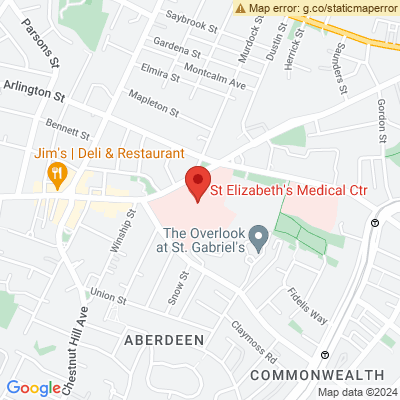 Map error: g.co/staticmaperror
Saybrook St
Parsons St
Gardena St
Murdock St
Dustin St
Herrick St
Saunders St
Elmira St
Montcalm Ave
Arlington St
Mapleton St
Gordon St
Bennett St
Jim's | Deli & Restaurant
St Elizabeth's Medical Ctr
Winship St
The Overlook
at St. Gabriel's
Snow St
Union St
Fidelis Way
Chestnut Hill Ave
ABERDEEN
Claymoss Rd
COMMONWEALTH
Google
Map data ©2024